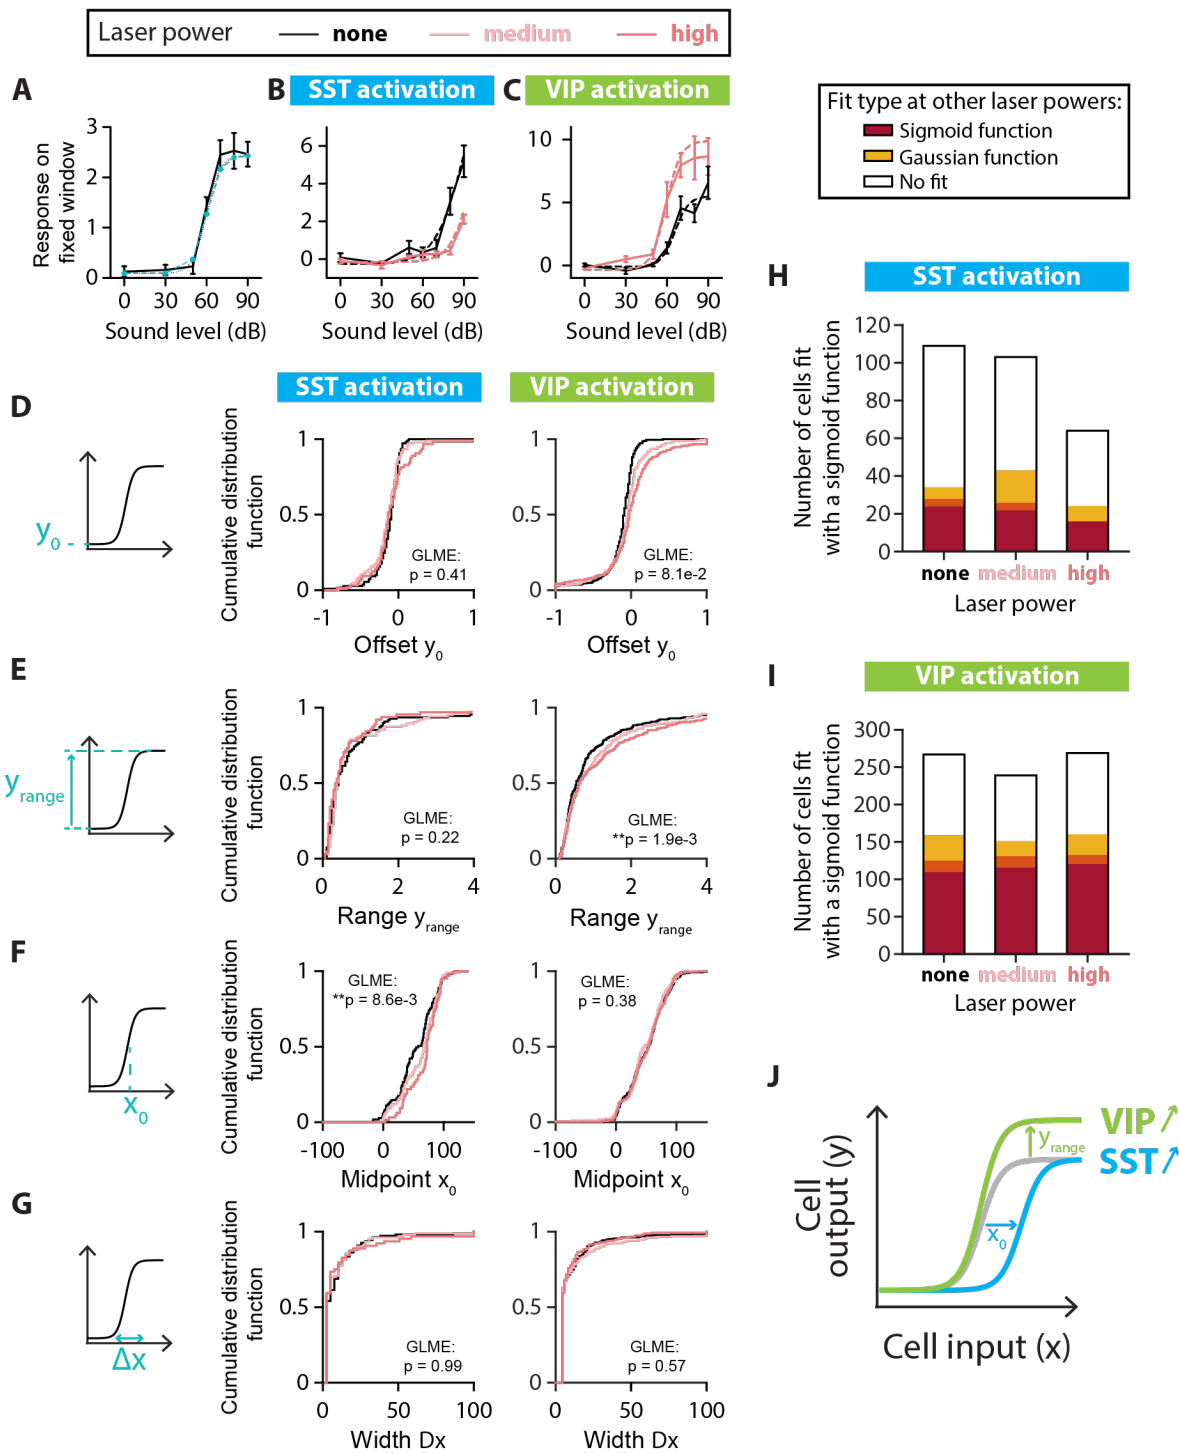 Laser power none medium high
A
B SST activation
C VIP activation
Response on
fixed window
3
2
1
0
0 30 60 90
Sound level (dB)
6
4
2
0
0 30 60 90
Sound level (dB)
10
5
0
0 30 60 90
Sound level (dB)
Fit type at other laser powers:
Sigmoid function
Gaussian function
No fit
SST activation
VIP activation
D
y0
Cumulative distribution
function
1
0.5
0
GLME:
p = 0.41
-1 0 1
Offset y0
1
0.5
0
GLME:
p = 8.1e-2
-1 0 1
Offset y0
E
yrange
Cumulative distribution
function
1
0.5
0
GLME:
p = 0.22
0 2 4
Range yrange
1
0.5
0
GLME:
**p = 1.9e-3
0 2 4
Range yrange
F
x0
Cumulative distribution
function
1
0.5
0
GLME:
**p = 8.6e-3
-100 0 100
Midpoint x0
1
0.5
0
GLME:
p = 0.38
-100 0 100
Midpoint x0
G
Δx
Cumulative distribution
function
1
0.5
0
GLME:
p = 0.99
0 50 100
Width Dx
1
0.5
0
GLME:
p = 0.57
0 50 100
Width Dx
H SST activation
Number of cells fit
with a sigmoid function
120
100
80
60
40
20
0
none medium high
Laser power
I VIP activation
Number of cells fit
with a sigmoid function
300
250
200
150
100
50
0
none medium high
Laser power
J
Cell
output (y)
VIP↗
yrange
SST↗
x0
Cell input (x)